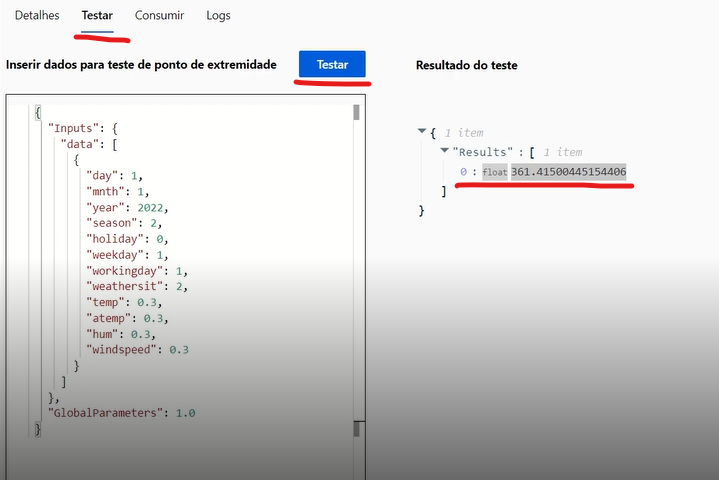 Detalhes Testar Consumir Logs
Inserir dados para teste de ponto de extremidade Testar
{
"Inputs": {
"data": [
{
"day": 1,
"mnth": 1,
"year": 2022,
"season": 2,
"holiday": 0,
"weekday": 1,
"workingday": 1,
"weathersit": 2,
"temp": 0.3,
"atemp": 0.3,
"hum": 0.3,
"windspeed": 0.3
}
]
},
"GlobalParameters": 1.0
}
Resultado do teste
{ 1 item
"Results" : [ 1 item
0 : float 361.41500445154406
]
}